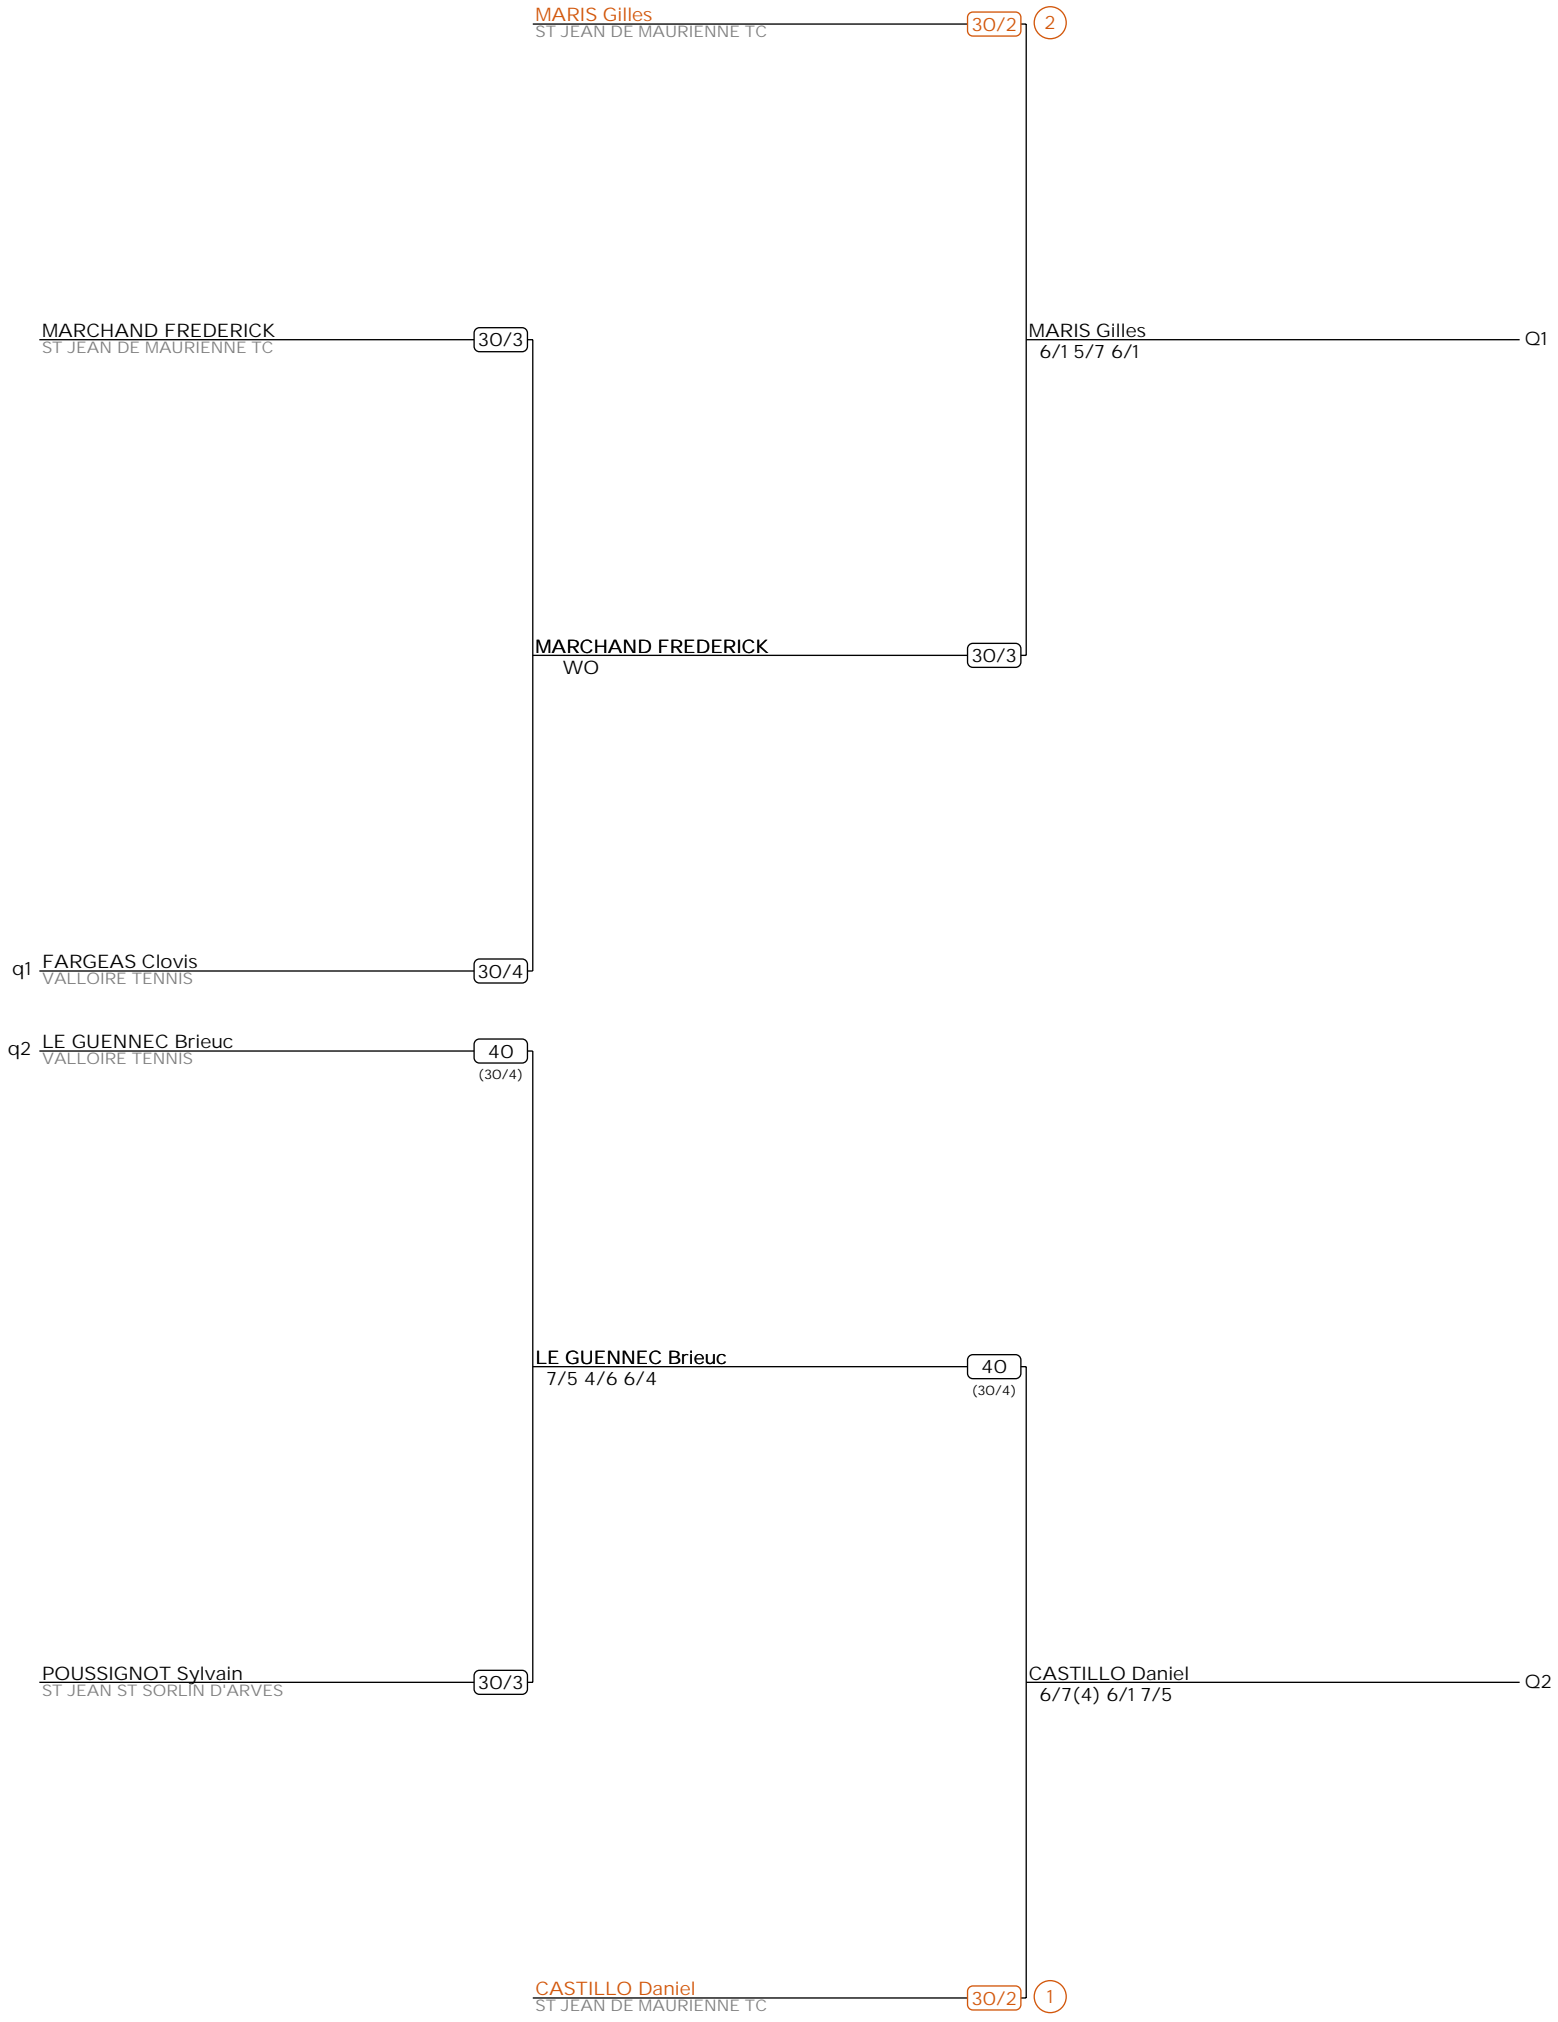 MARIS Gilles
ST JEAN DE MAURIENNE TC
30/2
2
MARCHAND FREDERICK
ST JEAN DE MAURIENNE TC
30/3
MARIS Gilles
6/1 5/7 6/1
Q1
MARCHAND FREDERICK
WO
30/3
q1
FARGEAS Clovis
VALLOIRE TENNIS
30/4
q2
LE GUENNEC Brieuc
VALLOIRE TENNIS
40
(30/4)
LE GUENNEC Brieuc
7/5 4/6 6/4
40
(30/4)
POUSSIGNOT Sylvain
ST JEAN ST SORLIN D'ARVES
30/3
CASTILLO Daniel
6/7(4) 6/1 7/5
Q2
CASTILLO Daniel
ST JEAN DE MAURIENNE TC
30/2
1